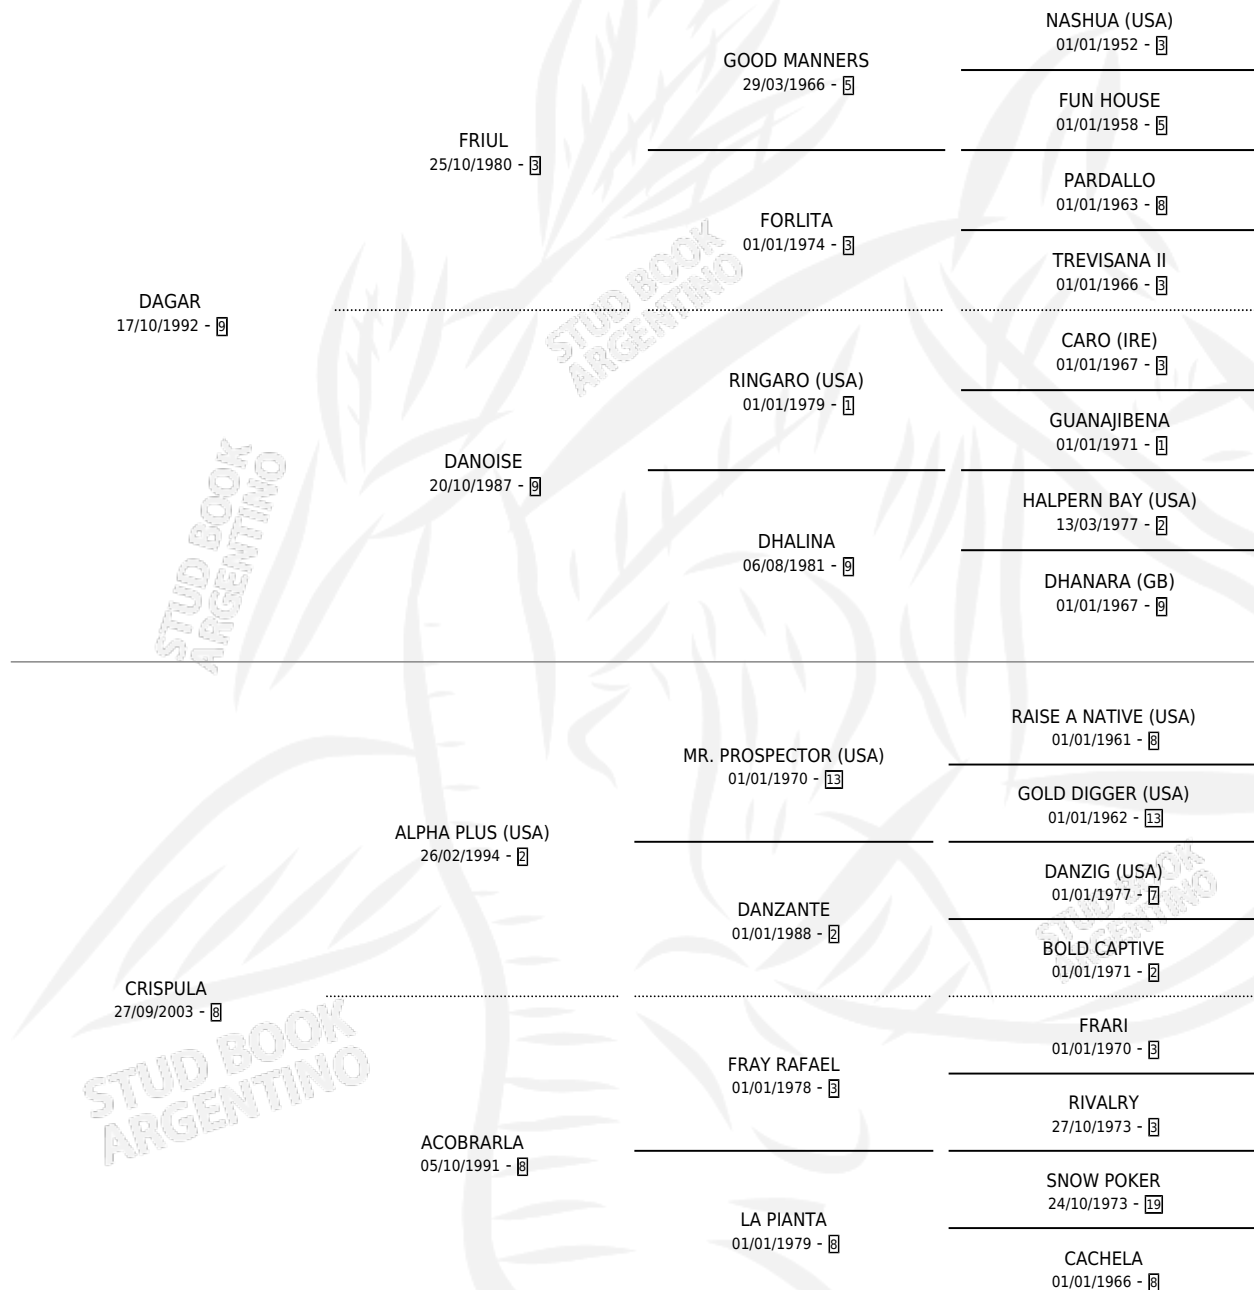 NASHUA (USA)
01/01/1952 - 3
GOOD MANNERS
29/03/1966 - 5
FUN HOUSE
01/01/1958 - 5
FRIUL
25/10/1980 - 3
PARDALLO
01/01/1963 - 8
FORLITA
01/01/1974 - 3
TREVISANA II
01/01/1966 - 3
DAGAR
17/10/1992 - 9
CARO (IRE)
01/01/1967 - 3
RINGARO (USA)
01/01/1979 - 1
GUANAJIBENA
01/01/1971 - 1
DANOISE
20/10/1987 - 9
HALPERN BAY (USA)
13/03/1977 - 2
DHALINA
06/08/1981 - 9
DHANARA (GB)
01/01/1967 - 9
STUD BOOK
ARGENTINO
STUD BOOK
ARGENTINO
RAISE A NATIVE (USA)
01/01/1961 - 8
MR. PROSPECTOR (USA)
01/01/1970 - 13
GOLD DIGGER (USA)
01/01/1962 - 13
ALPHA PLUS (USA)
26/02/1994 - 2
DANZIG (USA)
01/01/1977 - 7
DANZANTE
01/01/1988 - 2
BOLD CAPTIVE
01/01/1971 - 2
CRISPULA
27/09/2003 - 8
FRARI
01/01/1970 - 3
FRAY RAFAEL
01/01/1978 - 3
RIVALRY
27/10/1973 - 3
ACOBRARLA
05/10/1991 - 8
SNOW POKER
24/10/1973 - 19
LA PIANTA
01/01/1979 - 8
CACHELA
01/01/1966 - 8
STUD BOOK
ARGENTINO
STUD BOOK
ARGENTINO